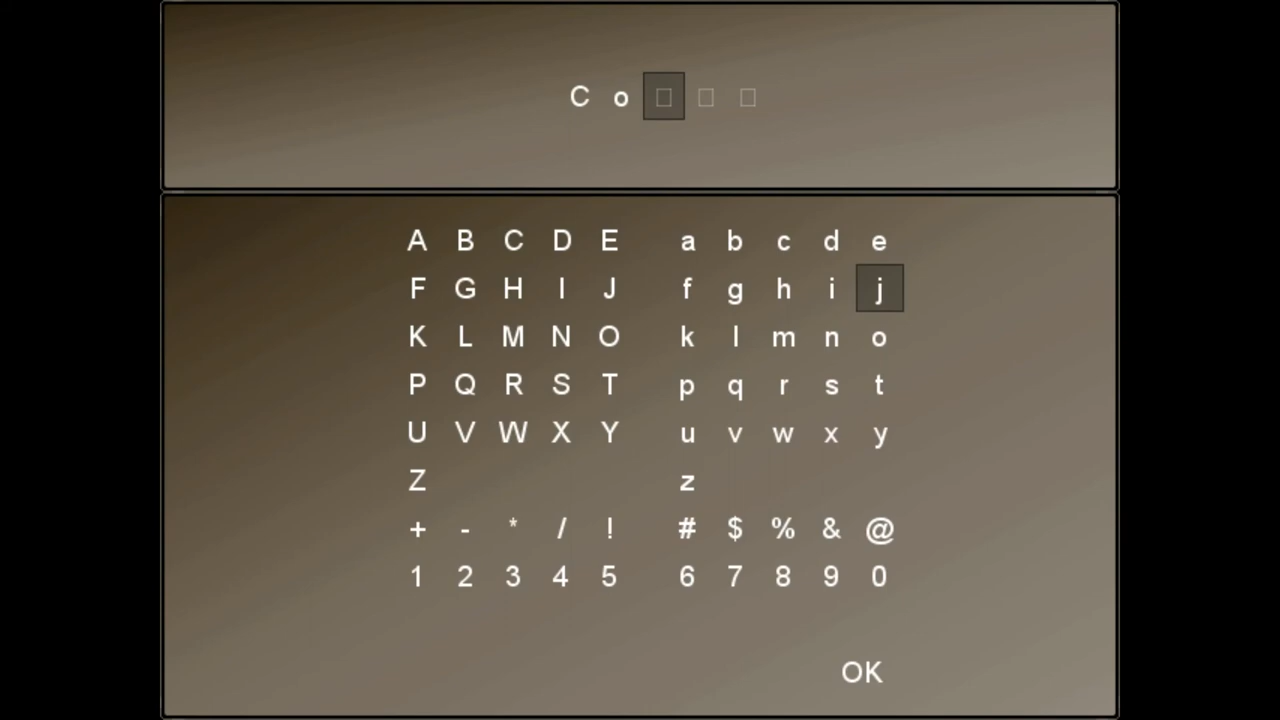 C o
A B C D E a b c d e
F G H I J f g h i j
K L M N O k l m n o
P Q R S T p q r s t
U V W X Y u v w x y
Z z
+ - * / ! # $ % & @
1 2 3 4 5 6 7 8 9 0
OK